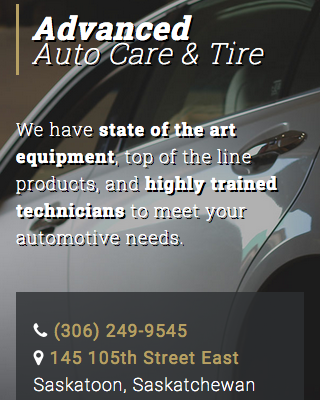 Advanced
Auto Care & Tire
We have state of the art
equipment, top of the line
products, and highly trained
technicians to meet your
automotive needs.
(306) 249-9545
145 105th Street East
Saskatoon, Saskatchewan